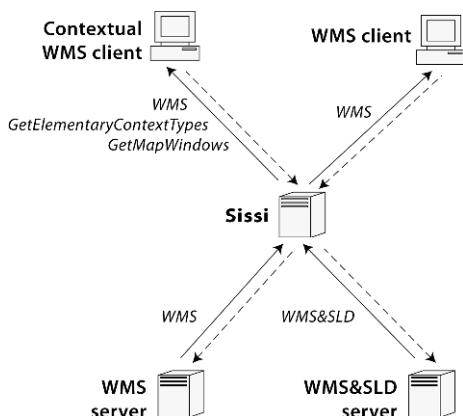 Contextual
WMS client
WMS client
WMS
GetElementaryContextTypes
GetMapWindows
WMS
Sissi
WMS
WMS&SLD
WMS
server
WMS&SLD
server